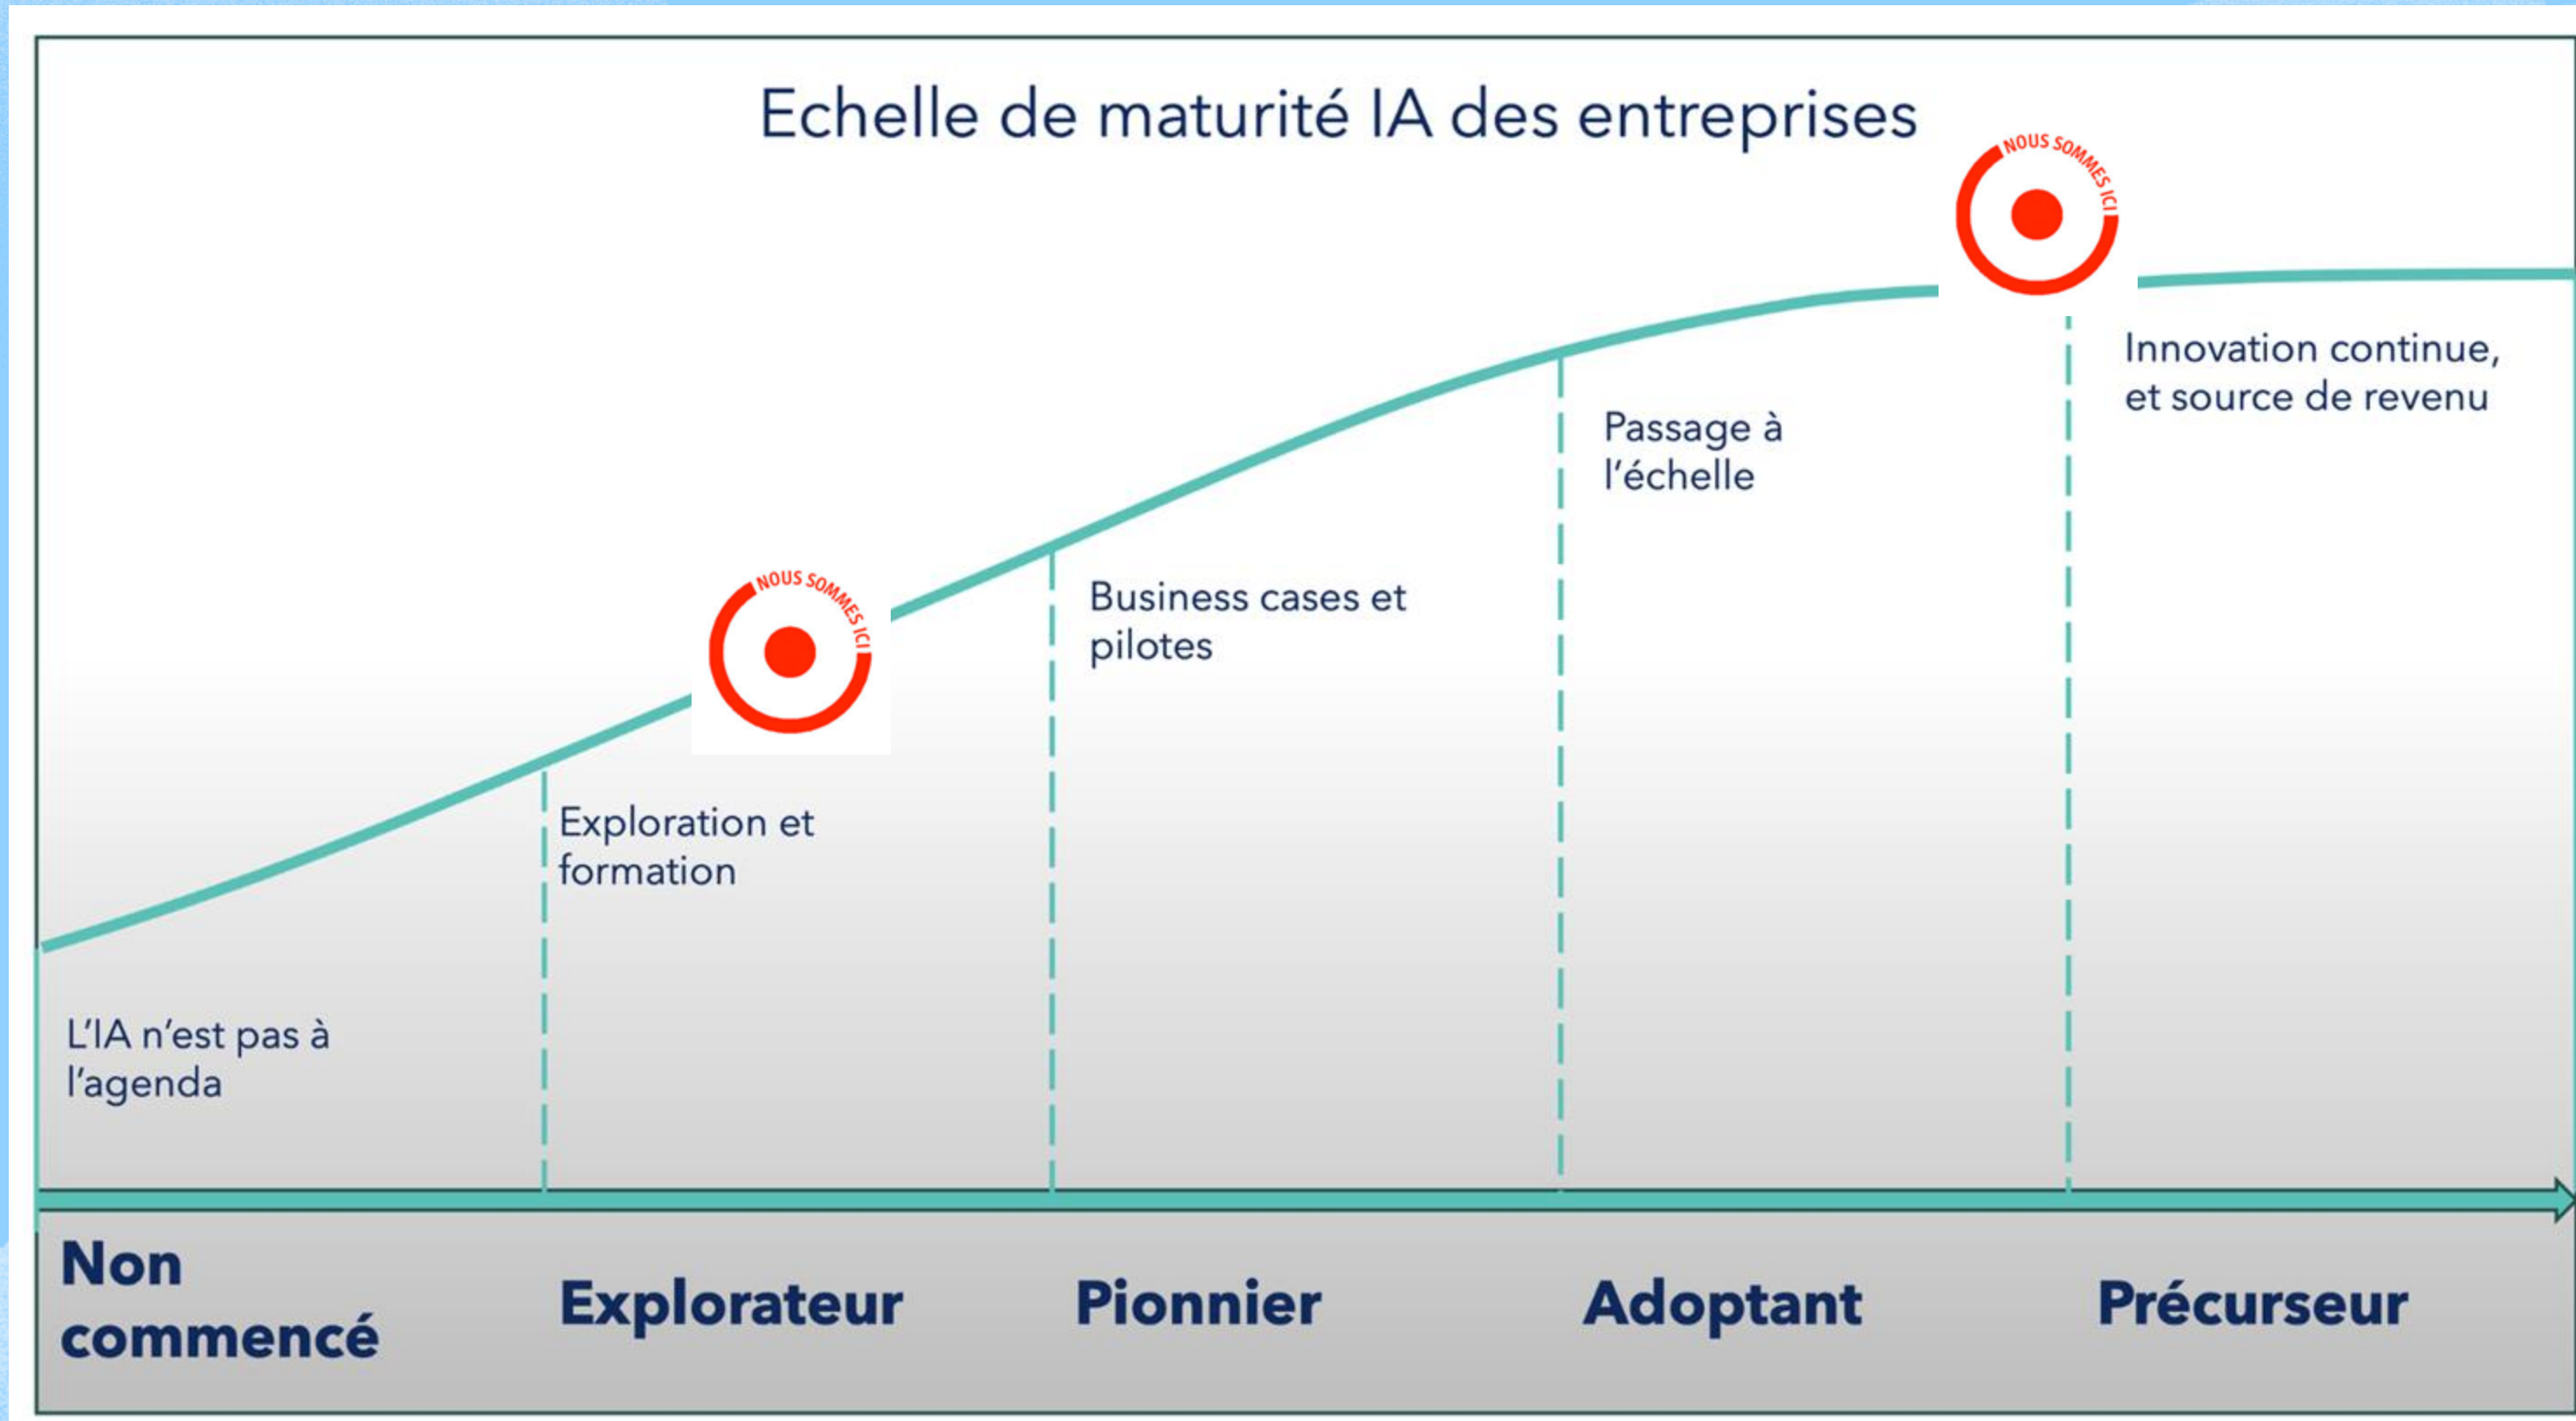 Echelle de maturité IA des entreprises
NOUS SOMMES ICI
Innovation continue,
et source de revenu
Passage à
l'échelle
NOUS SOMMES ICI
Business cases et
pilotes
Exploration et
formation
L'IA n'est pas à
l'agenda
Non
commencé
Explorateur
Pionnier
Adoptant
Précurseur